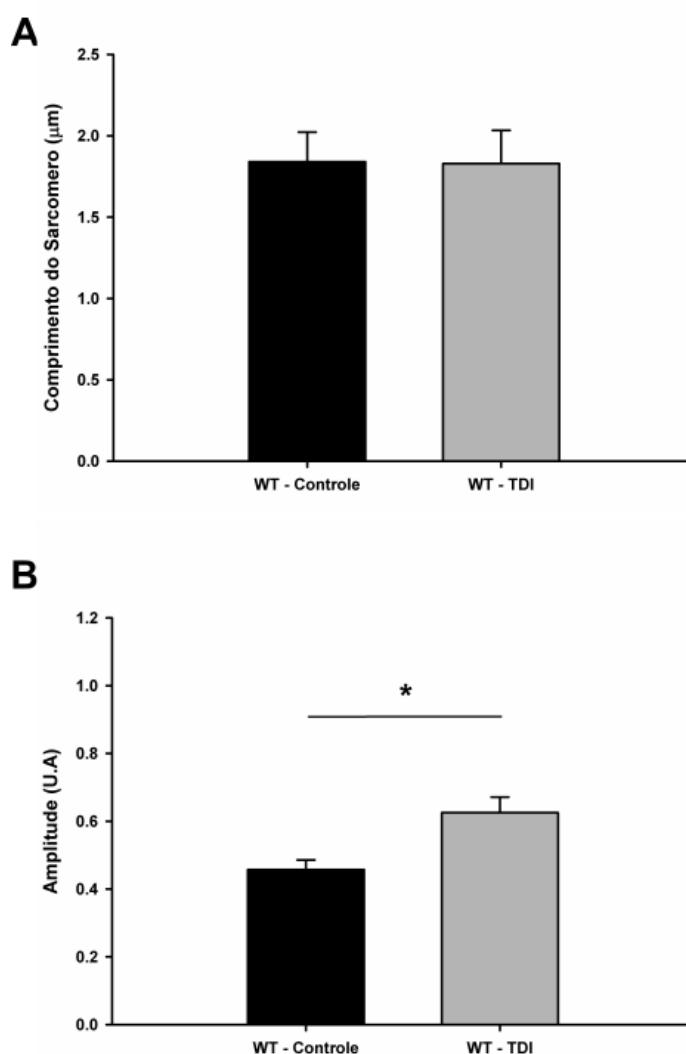 A
Comprimento do Sarcomero (μm)
2.5
2.0
1.5
1.0
0.5
0.0
WT - Controle WT - TDI
B
Amplitude (U.A)
1.2
1.0
0.8
0.6
0.4
0.2
0.0
*
WT - Controle WT - TDI